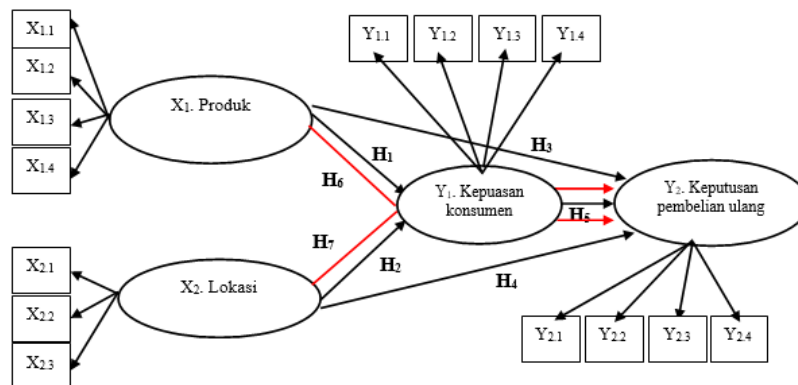 X1.1
X1.2
X1.3
X1.4
X1. Produk
Y1.1
Y1.2
Y1.3
Y1.4
H1
H3
H6
Y1. Kepuasan
konsumen
H5
Y2. Keputusan
pembelian ulang
H7
H2
H4
X2.1
X2.2
X2.3
X2. Lokasi
Y2.1
Y2.2
Y2.3
Y2.4